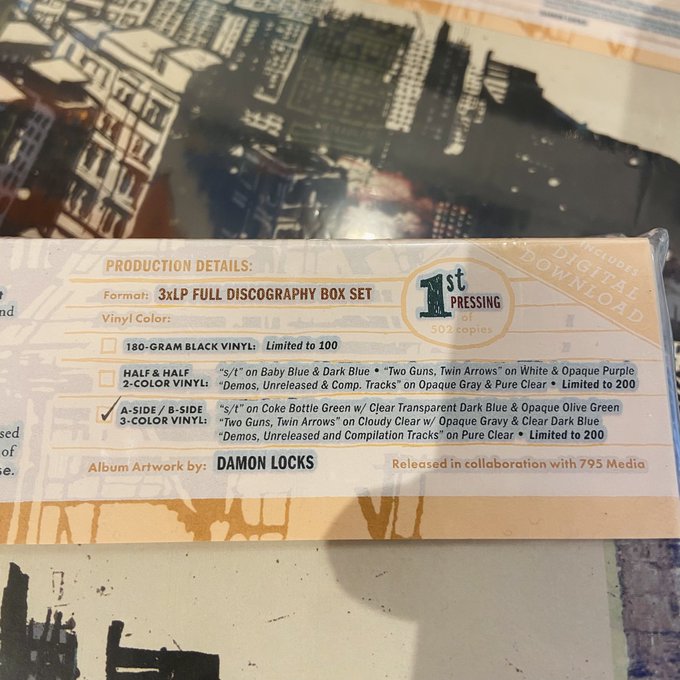 PRODUCTION DETAILS:
INCLUDES
DIGITAL
DOWNLOAD
1st
PRESSING
of
502 copies
Format: 3xLP FULL DISCOGRAPHY BOX SET
Vinyl Color:
180-GRAM BLACK VINYL: Limited to 100
HALF & HALF "s/t" on Baby Blue & Dark Blue • "Two Guns, Twin Arrows" on White & Opaque Purple
2-COLOR VINYL: "Demos, Unreleased & Comp. Tracks" on Opaque Gray & Pure Clear • Limited to 200
A-SIDE / B-SIDE "s/t" on Coke Bottle Green w/ Clear Transparent Dark Blue & Opaque Olive Green
3-COLOR VINYL: "Two Guns, Twin Arrows" on Cloudy Clear w/ Opaque Gravy & Clear Dark Blue
"Demos, Unreleased and Compilation Tracks" on Pure Clear • Limited to 200
Album Artwork by: DAMON LOCKS
Released in collaboration with 795 Media
of